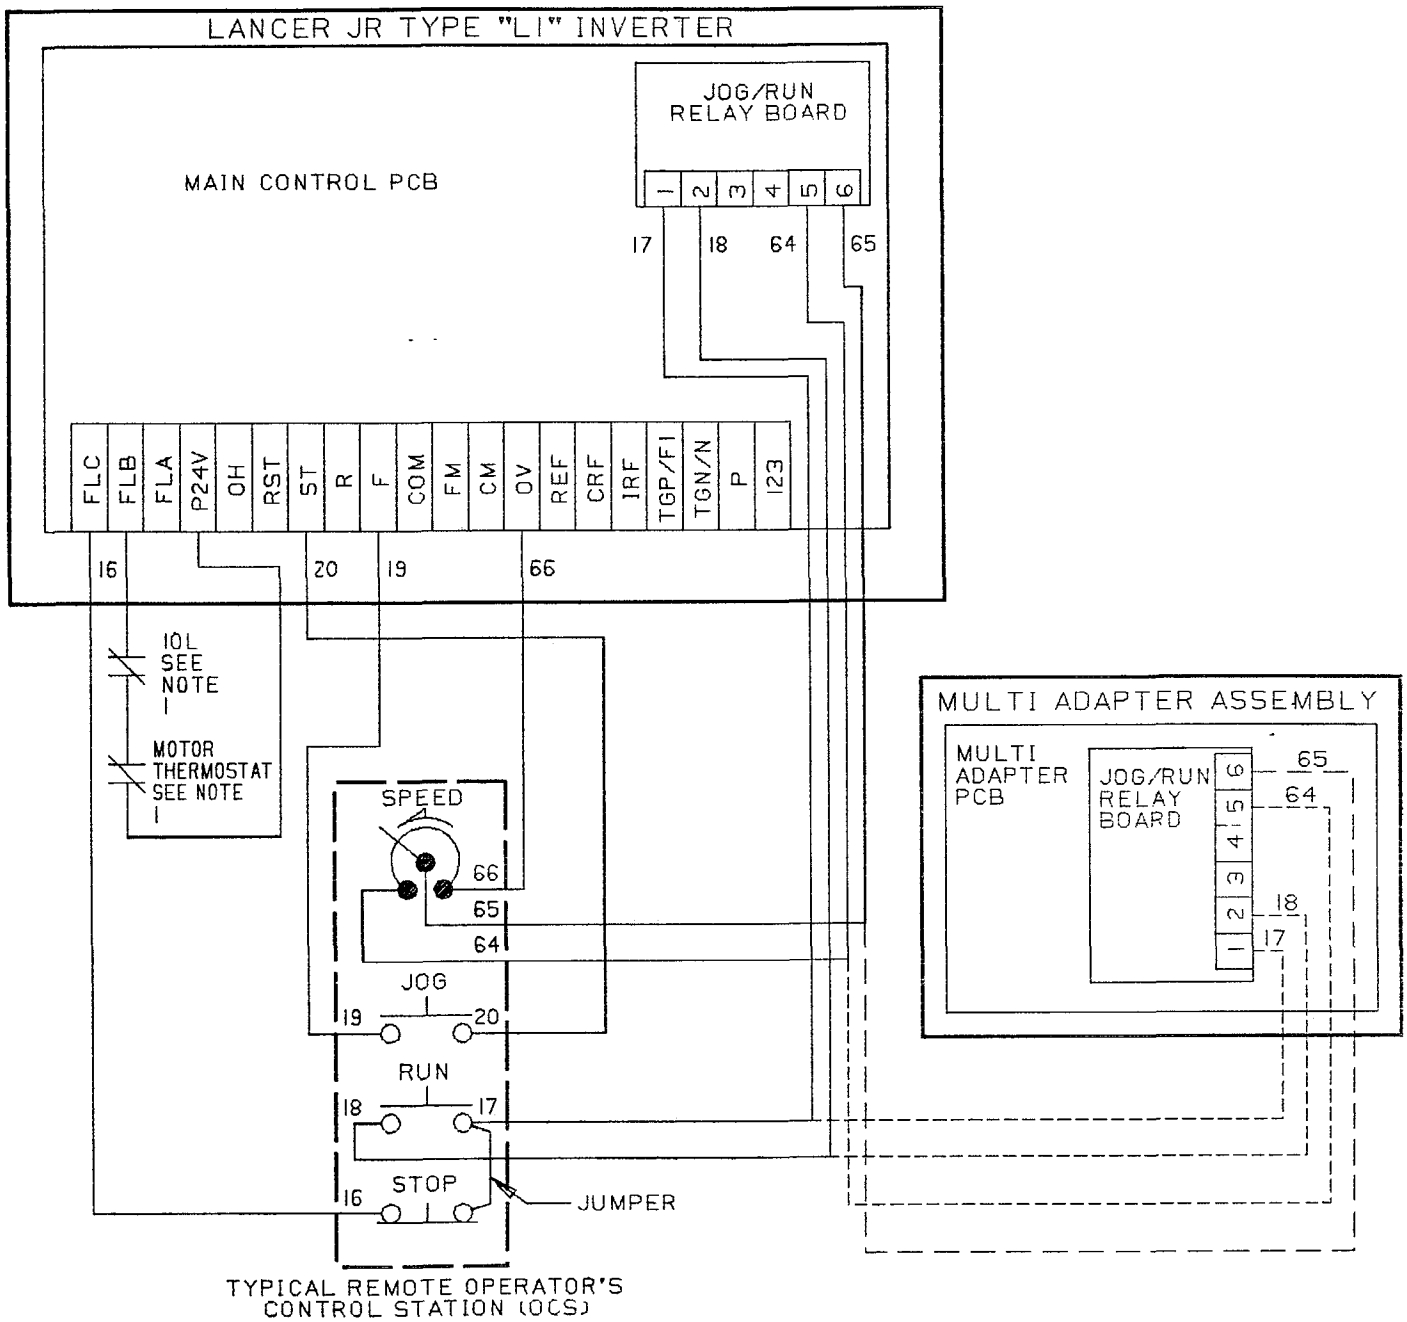 LANCER JR TYPE "LI" INVERTER
JOG/RUN
RELAY BOARD
MAIN CONTROL PCB
1 2 3 4 5 6
17 18 64 65
FLC FLB FLA P24V OH RST ST R F COM FM CM OV REF CRF IRF TGP/FI TGN/N P 123
16 20 19 66
IOL
SEE
NOTE
1
MOTOR
THERMOSTAT
SEE NOTE
1
MULTI ADAPTER ASSEMBLY
MULTI
ADAPTER
PCB
JOG/RUN
RELAY
BOARD
6 65
5 64
4
3
2 18
1 17
SPEED
66
65
64
JOG
19 20
RUN
18 17
STOP
16
JUMPER
TYPICAL REMOTE OPERATOR'S
CONTROL STATION (OCS)